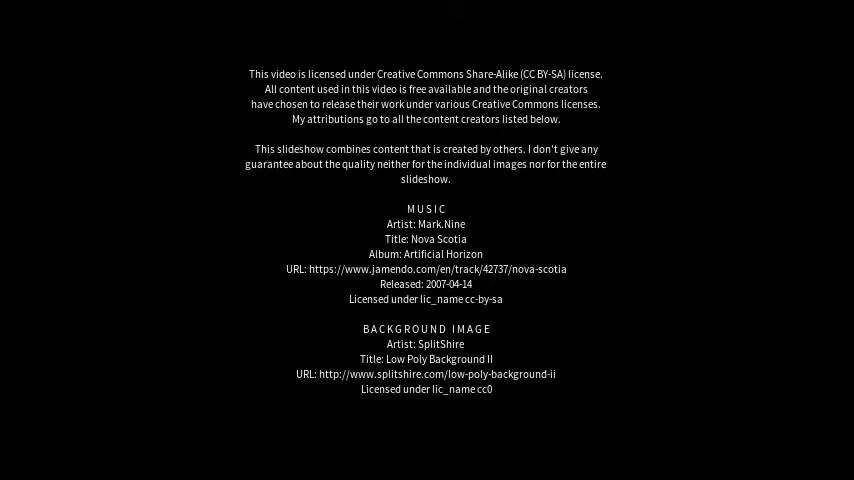 This video is licensed under Creative Commons Share-Alike (CC BY-SA) license.
All content used in this video is free available and the original creators
have chosen to release their work under various Creative Commons licenses.
My attributions go to all the content creators listed below.
This slideshow combines content that is created by others. I don't give any
guarantee about the quality neither for the individual images nor for the entire
slideshow.
MUSIC
Artist: Mark.Nine
Title: Nova Scotia
Album: Artificial Horizon
URL: https://www.jamendo.com/en/track/42737/nova-scotia
Released: 2007-04-14
Licensed under lic_name cc-by-sa
BACKGROUND IMAGE
Artist: SplitShire
Title: Low Poly Background II
URL: http://www.splitshire.com/low-poly-background-ii
Licensed under lic_name cc0